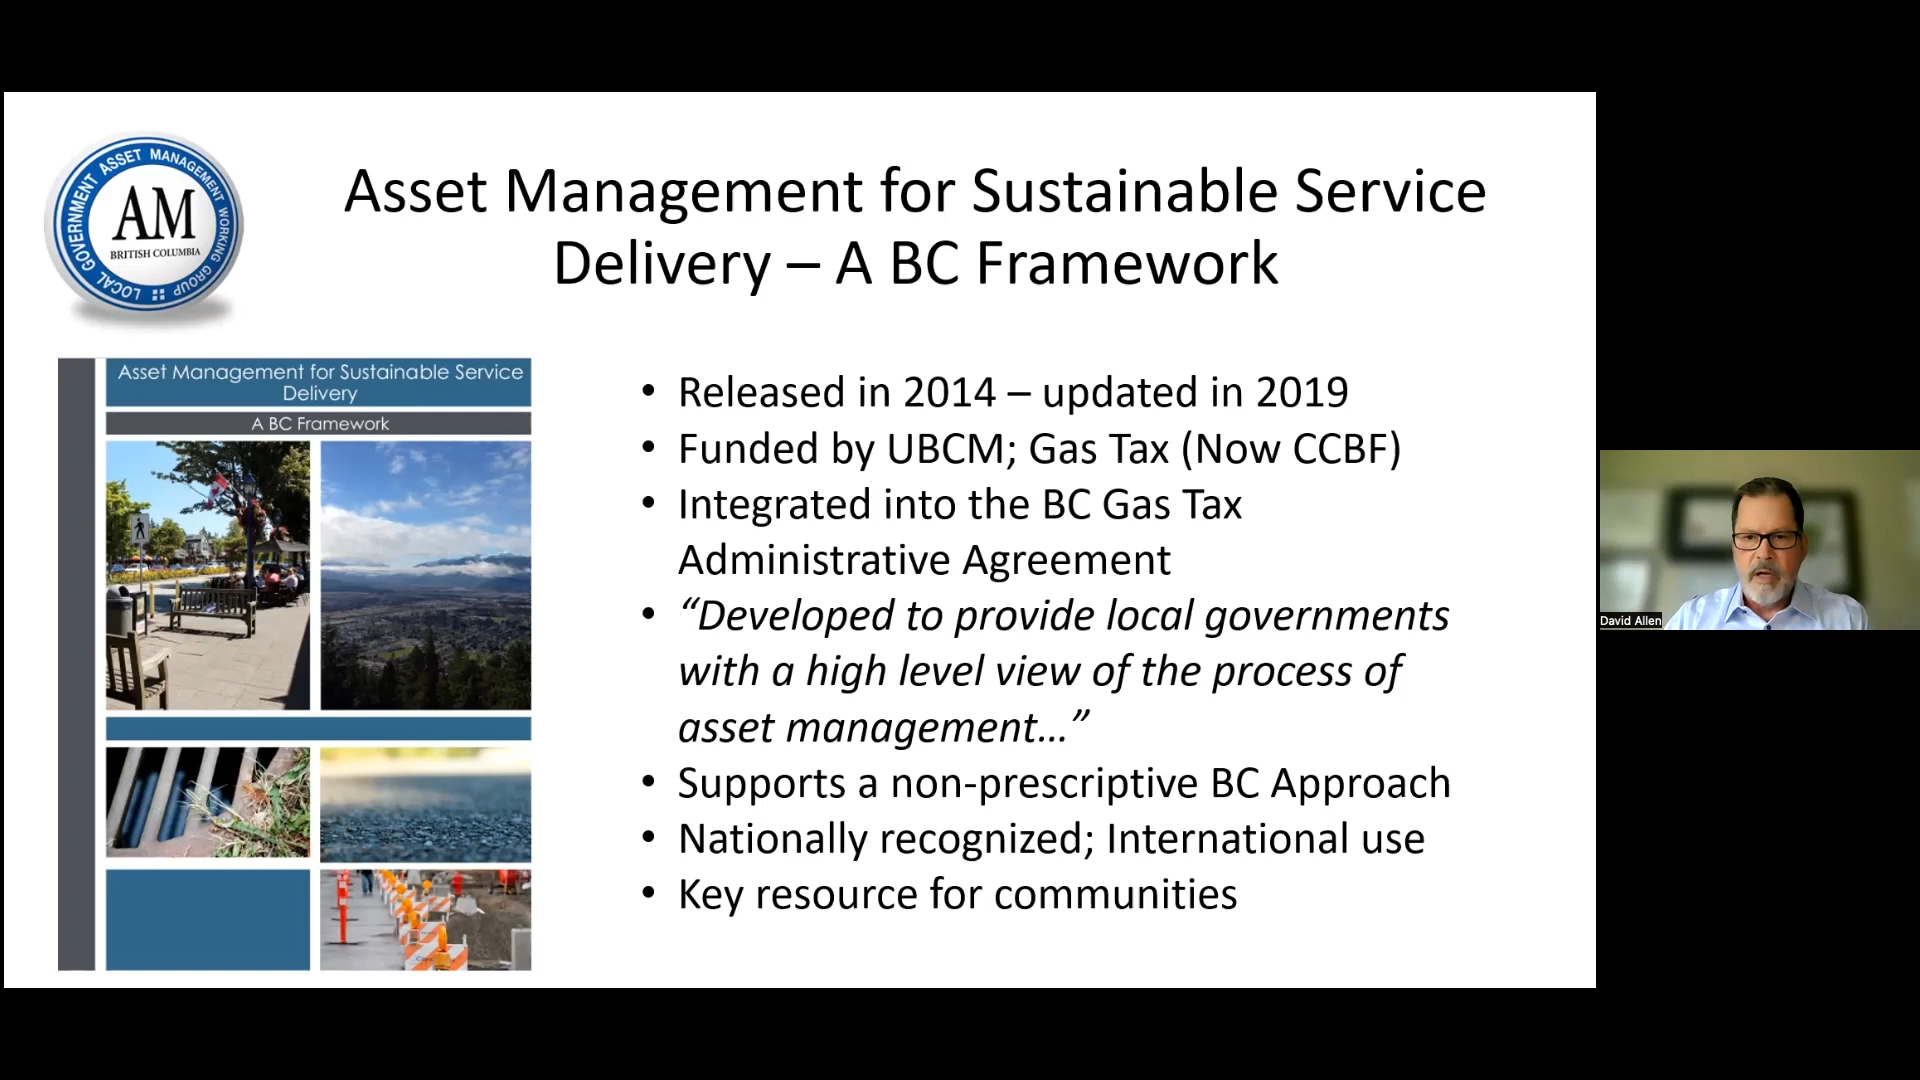 LOCAL GOVERNMENT ASSET MANAGEMENT WORKING GROUP
AM
BRITISH COLUMBIA
Asset Management for Sustainable Service
Delivery – A BC Framework
Asset Management for Sustainable Service
Delivery
A BC Framework
• Released in 2014 – updated in 2019
• Funded by UBCM; Gas Tax (Now CCBF)
• Integrated into the BC Gas Tax
Administrative Agreement
• “Developed to provide local governments
with a high level view of the process of
asset management…”
• Supports a non-prescriptive BC Approach
• Nationally recognized; International use
• Key resource for communities
David Allen